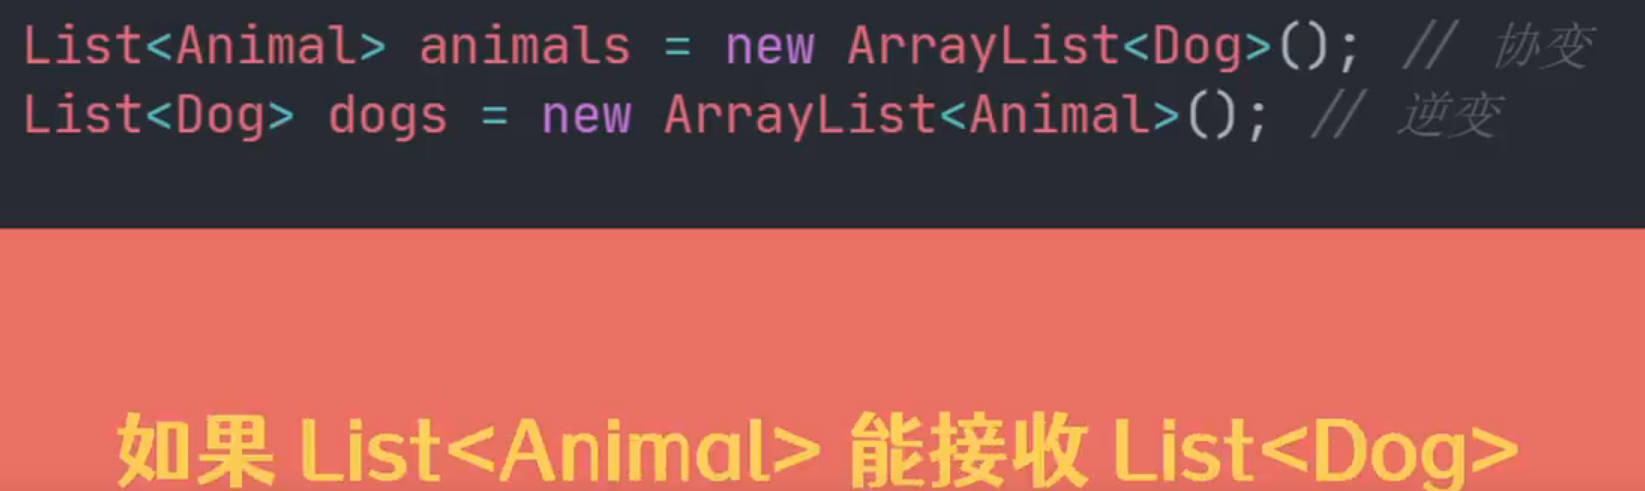 List<Animal> animals = new ArrayList<Dog>(); // 协变
List<Dog> dogs = new ArrayList<Animal>(); // 逆变
如果 List<Animal> 能接收 List<Dog>